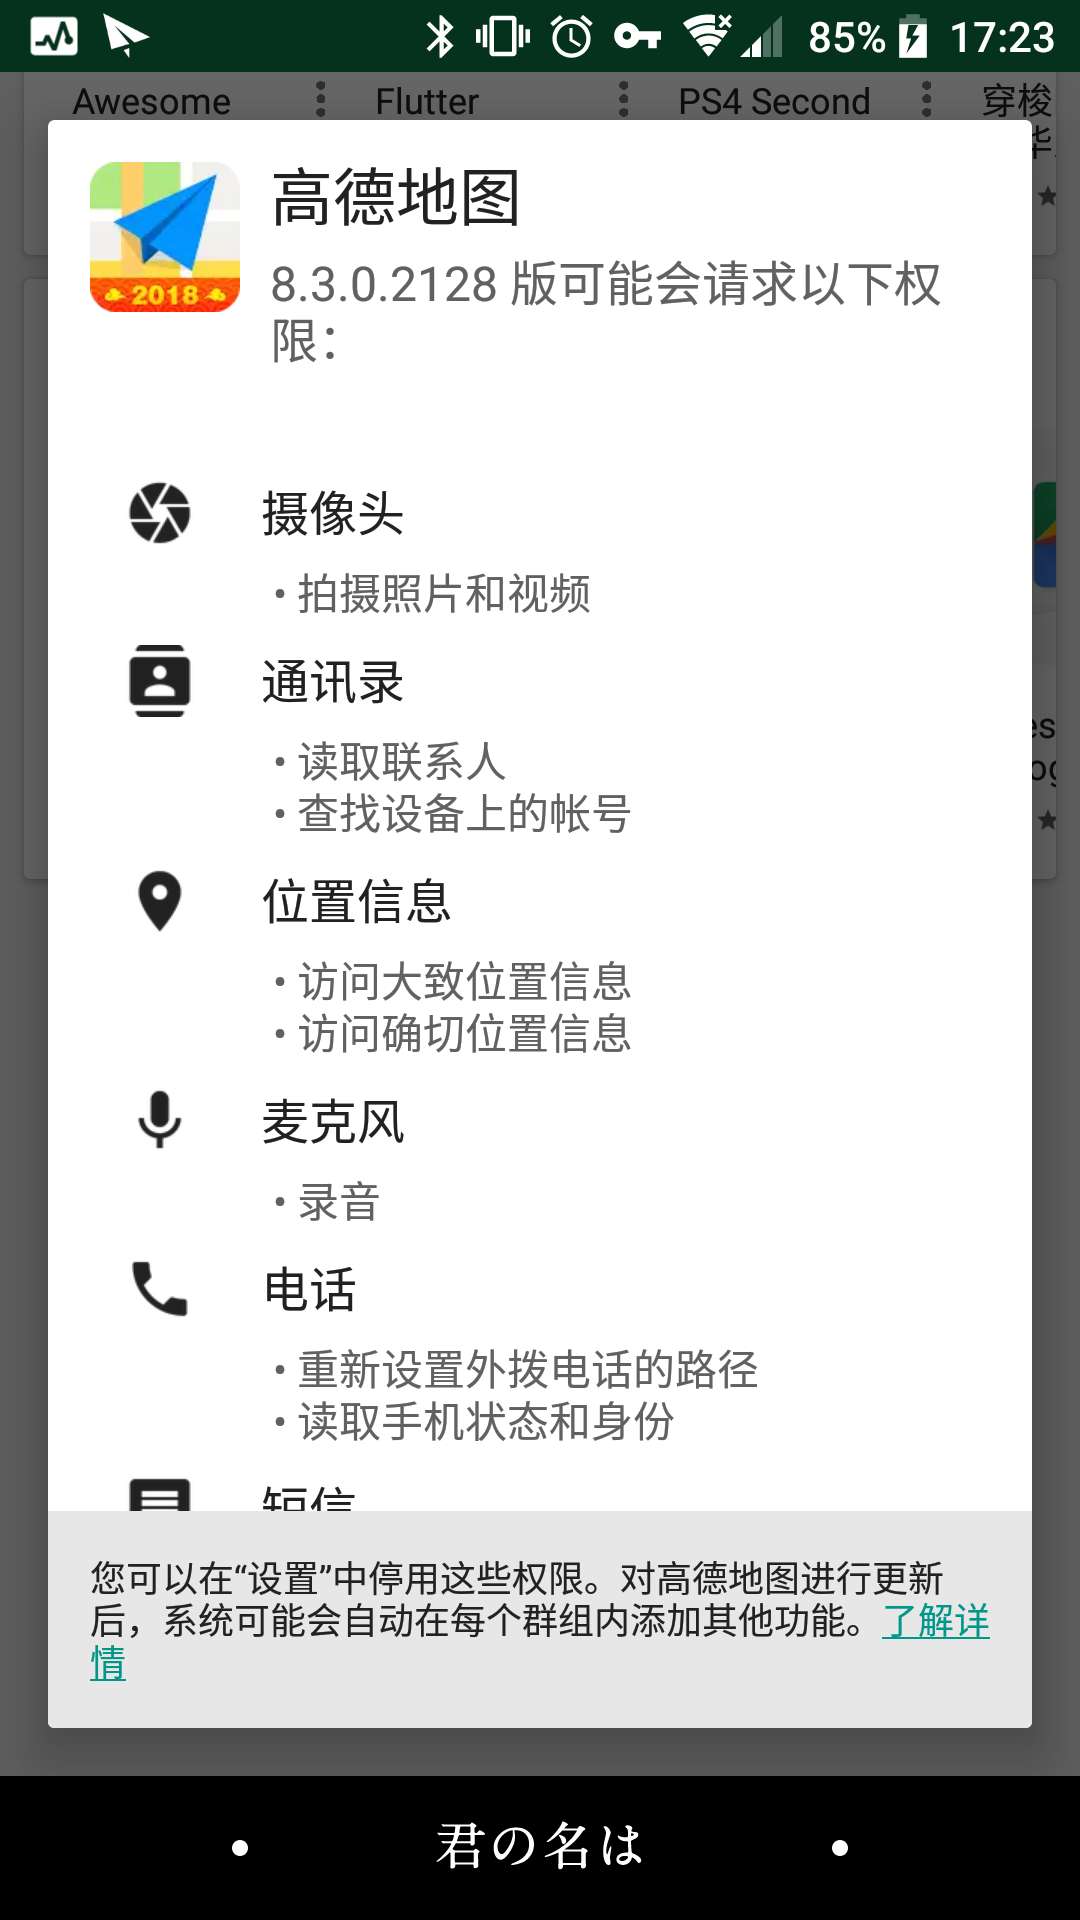 85% 17:23
Awesome
Flutter
PS4 Second
穿梭
高德地图
2018
8.3.0.2128 版可能会请求以下权
限：
摄像头
• 拍摄照片和视频
通讯录
• 读取联系人
• 查找设备上的帐号
位置信息
• 访问大致位置信息
• 访问确切位置信息
麦克风
• 录音
电话
• 重新设置外拨电话的路径
• 读取手机状态和身份
短信
您可以在“设置”中停用这些权限。对高德地图进行更新
后，系统可能会自动在每个群组内添加其他功能。了解详
情
君の名は